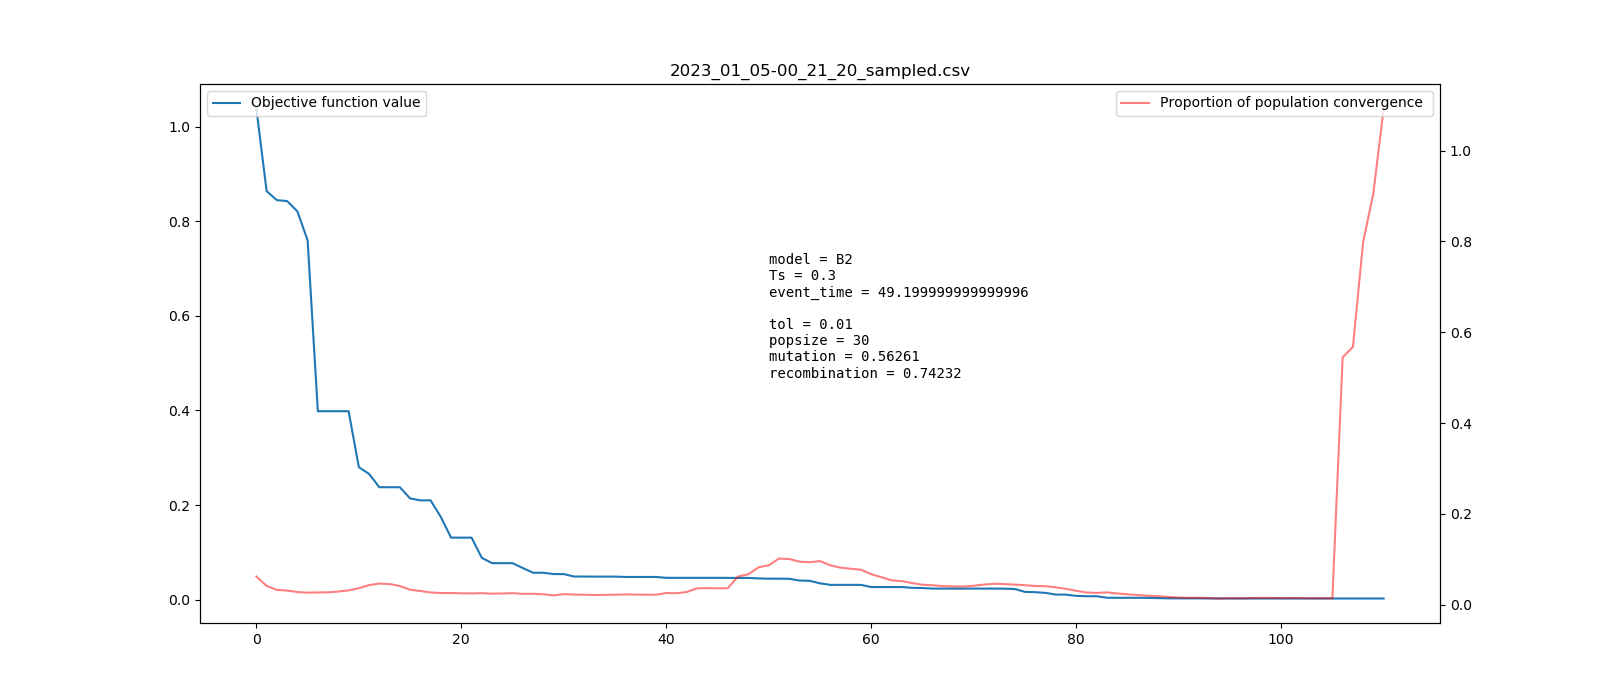 2023_01_05-00_21_20_sampled.csv
Objective function value
Proportion of population convergence
1.0
0.8
0.6
0.4
0.2
0.0
model = B2
Ts = 0.3
event_time = 49.199999999999996
tol = 0.01
popsize = 30
mutation = 0.56261
recombination = 0.74232
1.0
0.8
0.6
0.4
0.2
0.0
0 20 40 60 80 100